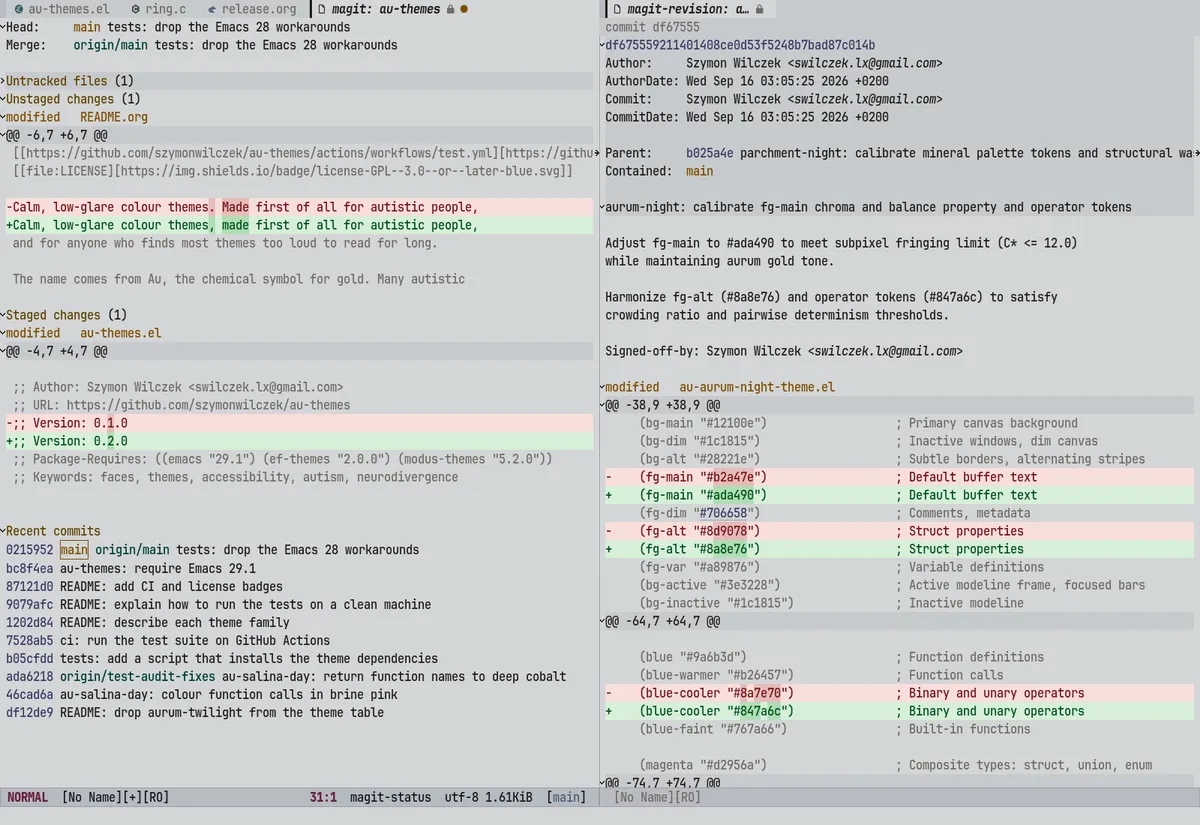 au-themes.el ring.c release.org magit: au-themes
Head: main tests: drop the Emacs 28 workarounds
Merge: origin/main tests: drop the Emacs 28 workarounds
Untracked files (1)
Unstaged changes (1)
modified README.org
@@ -6,7 +6,7 @@
[[https://github.com/szymonwilczek/au-themes/actions/workflows/test.yml][https://githu
[[file:LICENSE][https://img.shields.io/badge/license-GPL--3.0--or--later-blue.svg]]
-Calm, low-glare colour themes. Made first of all for autistic people,
+Calm, low-glare colour themes, made first of all for autistic people,
and for anyone who finds most themes too loud to read for long.
The name comes from Au, the chemical symbol for gold. Many autistic
Staged changes (1)
modified au-themes.el
@@ -4,7 +4,7 @@
;; Author: Szymon Wilczek <swilczek.lx@gmail.com>
;; URL: https://github.com/szymonwilczek/au-themes
-;; Version: 0.1.0
+;; Version: 0.2.0
;; Package-Requires: ((emacs "29.1") (ef-themes "2.0.0") (modus-themes "5.2.0"))
;; Keywords: faces, themes, accessibility, autism, neurodivergence
Recent commits
0215952 main origin/main tests: drop the Emacs 28 workarounds
bc8f4ea au-themes: require Emacs 29.1
87121d0 README: add CI and license badges
9079afc README: explain how to run the tests on a clean machine
1202d84 README: describe each theme family
7528ab5 ci: run the test suite on GitHub Actions
b05cfdd tests: add a script that installs the theme dependencies
ada6218 origin/test-audit-fixes au-salina-day: return function names to deep cobalt
46cad6a au-salina-day: colour function calls in brine pink
df12de9 README: drop aurum-twilight from the theme table
NORMAL [No Name][+][RO] 31:1 magit-status utf-8 1.61KiB [main]
magit-revision: a…
commit df67555
df675559211401408ce0d53f5248b7bad87c014b
Author: Szymon Wilczek <swilczek.lx@gmail.com>
AuthorDate: Wed Sep 16 03:05:25 2026 +0200
Commit: Szymon Wilczek <swilczek.lx@gmail.com>
CommitDate: Wed Sep 16 03:05:25 2026 +0200
Parent: b025a4e parchment-night: calibrate mineral palette tokens and structural wa
Contained: main
aurum-night: calibrate fg-main chroma and balance property and operator tokens
Adjust fg-main to #ada490 to meet subpixel fringing limit (C* <= 12.0)
while maintaining aurum gold tone.
Harmonize fg-alt (#8a8e76) and operator tokens (#847a6c) to satisfy
crowding ratio and pairwise determinism thresholds.
Signed-off-by: Szymon Wilczek <swilczek.lx@gmail.com>
modified au-aurum-night-theme.el
@@ -38,9 +38,9 @@
(bg-main "#12100e") ; Primary canvas background
(bg-dim "#1c1815") ; Inactive windows, dim canvas
(bg-alt "#28221e") ; Subtle borders, alternating stripes
- (fg-main "#b2a47e") ; Default buffer text
+ (fg-main "#ada490") ; Default buffer text
(fg-dim "#706658") ; Comments, metadata
- (fg-alt "#8d9078") ; Struct properties
+ (fg-alt "#8a8e76") ; Struct properties
(fg-var "#a89876") ; Variable definitions
(bg-active "#3e3228") ; Active modeline frame, focused bars
(bg-inactive "#1c1815") ; Inactive modeline
@@ -64,7 +64,7 @@
(blue "#9a6b3d") ; Function definitions
(blue-warmer "#b26457") ; Function calls
- (blue-cooler "#8a7e70") ; Binary and unary operators
+ (blue-cooler "#847a6c") ; Binary and unary operators
(blue-faint "#767a66") ; Built-in functions
(magenta "#d2956a") ; Composite types: struct, union, enum
@@ -74,7 +74,7 @@
[No Name][RO]